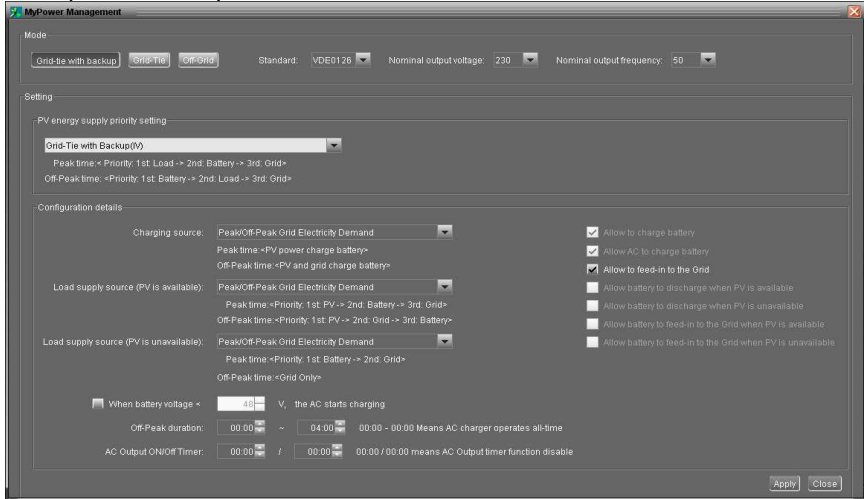 MyPower Management
Mode
Grid-tie with backup Grid-Tie Off-Grid Standard: VDE0126 Nominal output voltage: 230 Nominal output frequency: 50
Setting
PV energy supply priority setting
Grid-Tie with Backup(IV)
Peak time:< Priority: 1st: Load -> 2nd: Battery -> 3rd: Grid>
Off-Peak time: <Priority: 1st: Battery -> 2nd: Load -> 3rd: Grid>
Configuration details
Charging source: Peak/Off-Peak Grid Electricity Demand Allow to charge battery
Peak time:<PV power charge battery> Allow AC to charge battery
Off-Peak time:<PV and grid charge battery> Allow to feed-in to the Grid
Load supply source (PV is available): Peak/Off-Peak Grid Electricity Demand Allow battery to discharge when PV is available
Peak time:<Priority: 1st: PV -> 2nd: Battery -> 3rd: Grid> Allow battery to discharge when PV is unavailable
Off-Peak time:<Priority: 1st: PV -> 2nd: Grid -> 3rd: Battery> Allow battery to feed-in to the Grid when PV is available
Load supply source (PV is unavailable): Peak/Off-Peak Grid Electricity Demand Allow battery to feed-in to the Grid when PV is unavailable
Peak time:<Priority: 1st: Battery -> 2nd: Grid>
Off-Peak time:<Grid Only>
When battery voltage < 48 V, the AC starts charging
Off-Peak duration: 00:00 ~ 04:00 00:00 - 00:00 Means AC charger operates all-time
AC Output ON/Off Timer: 00:00 / 00:00 00:00 / 00:00 means AC Output timer function disable
Apply Close